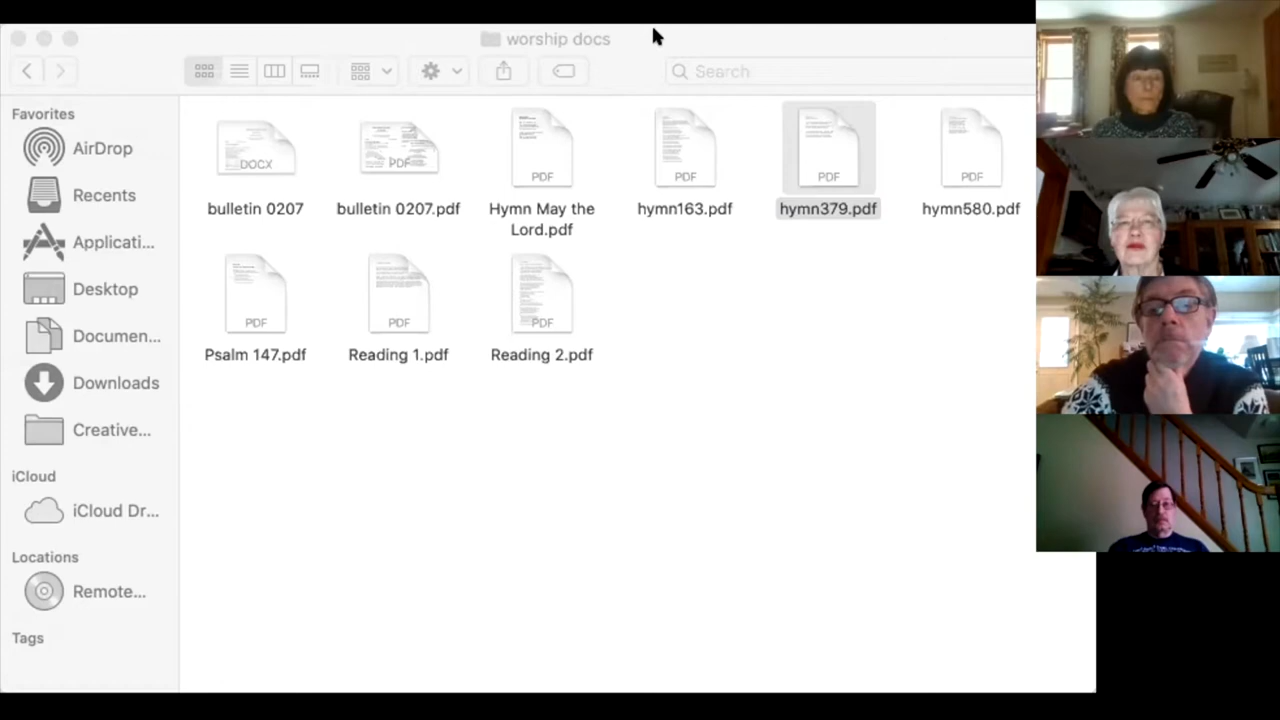 worship docs
Search
Favorites
AirDrop
Recents
Applicati...
Desktop
Documen...
Downloads
Creative...
iCloud
iCloud Dr...
Locations
Remote...
Tags
DOCX
PDF
PDF
PDF
PDF
PDF
bulletin 0207
bulletin 0207.pdf
Hymn May the
Lord.pdf
hymn163.pdf
hymn379.pdf
hymn580.pdf
PDF
PDF
PDF
Psalm 147.pdf
Reading 1.pdf
Reading 2.pdf